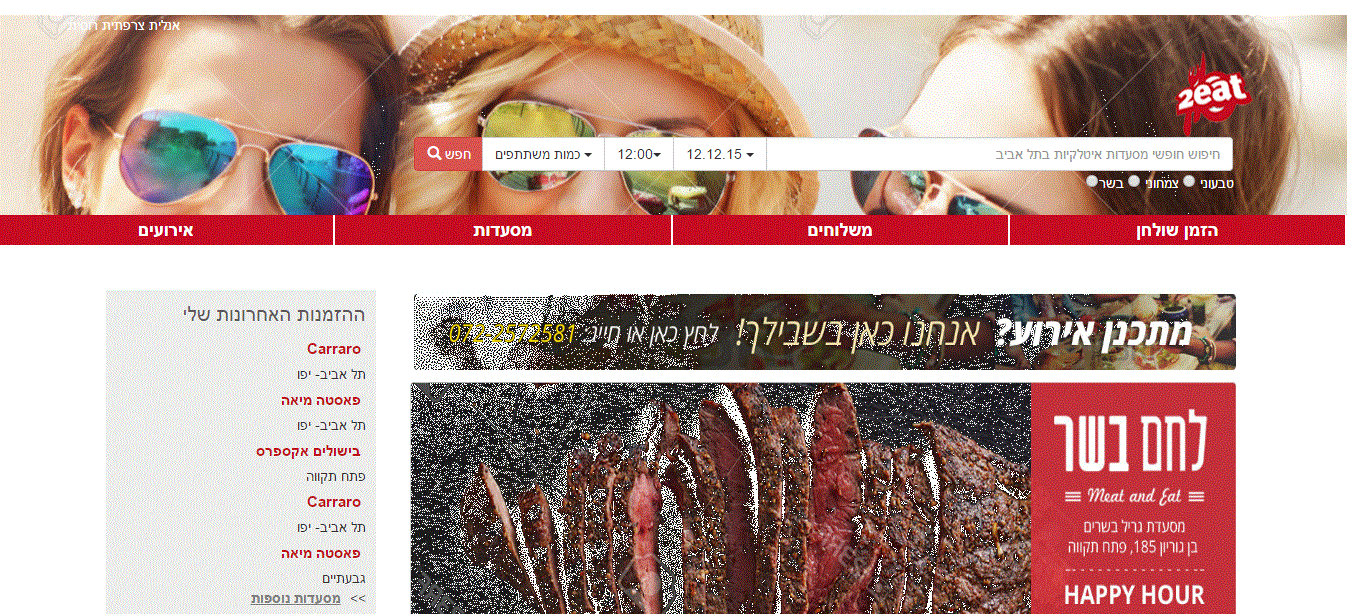 אנלית צרפתית רוסית
2eat
חיפוש חופשי מסעדות איטלקיות בתל אביב
12.12.15
12:00
כמות משתתפים
חפש
טבעוני
צמחוני
בשר
הזמן שולחן
משלוחים
מסעדות
אירועים
מתכנן אירוע? אנחנו כאן בשבילך! לחץ כאן או חייג: 072-2572581
לחם בשר
Meat and Eat
מסעדת גריל בשרים
בן גוריון 185, פתח תקווה
HAPPY HOUR
ההזמנות האחרונות שלי
Carraro
תל אביב- יפו
פאסטה מיאה
תל אביב- יפו
בישולים אקספרס
פתח תקווה
Carraro
תל אביב- יפו
פאסטה מיאה
גבעתיים
>> מסעדות נוספות